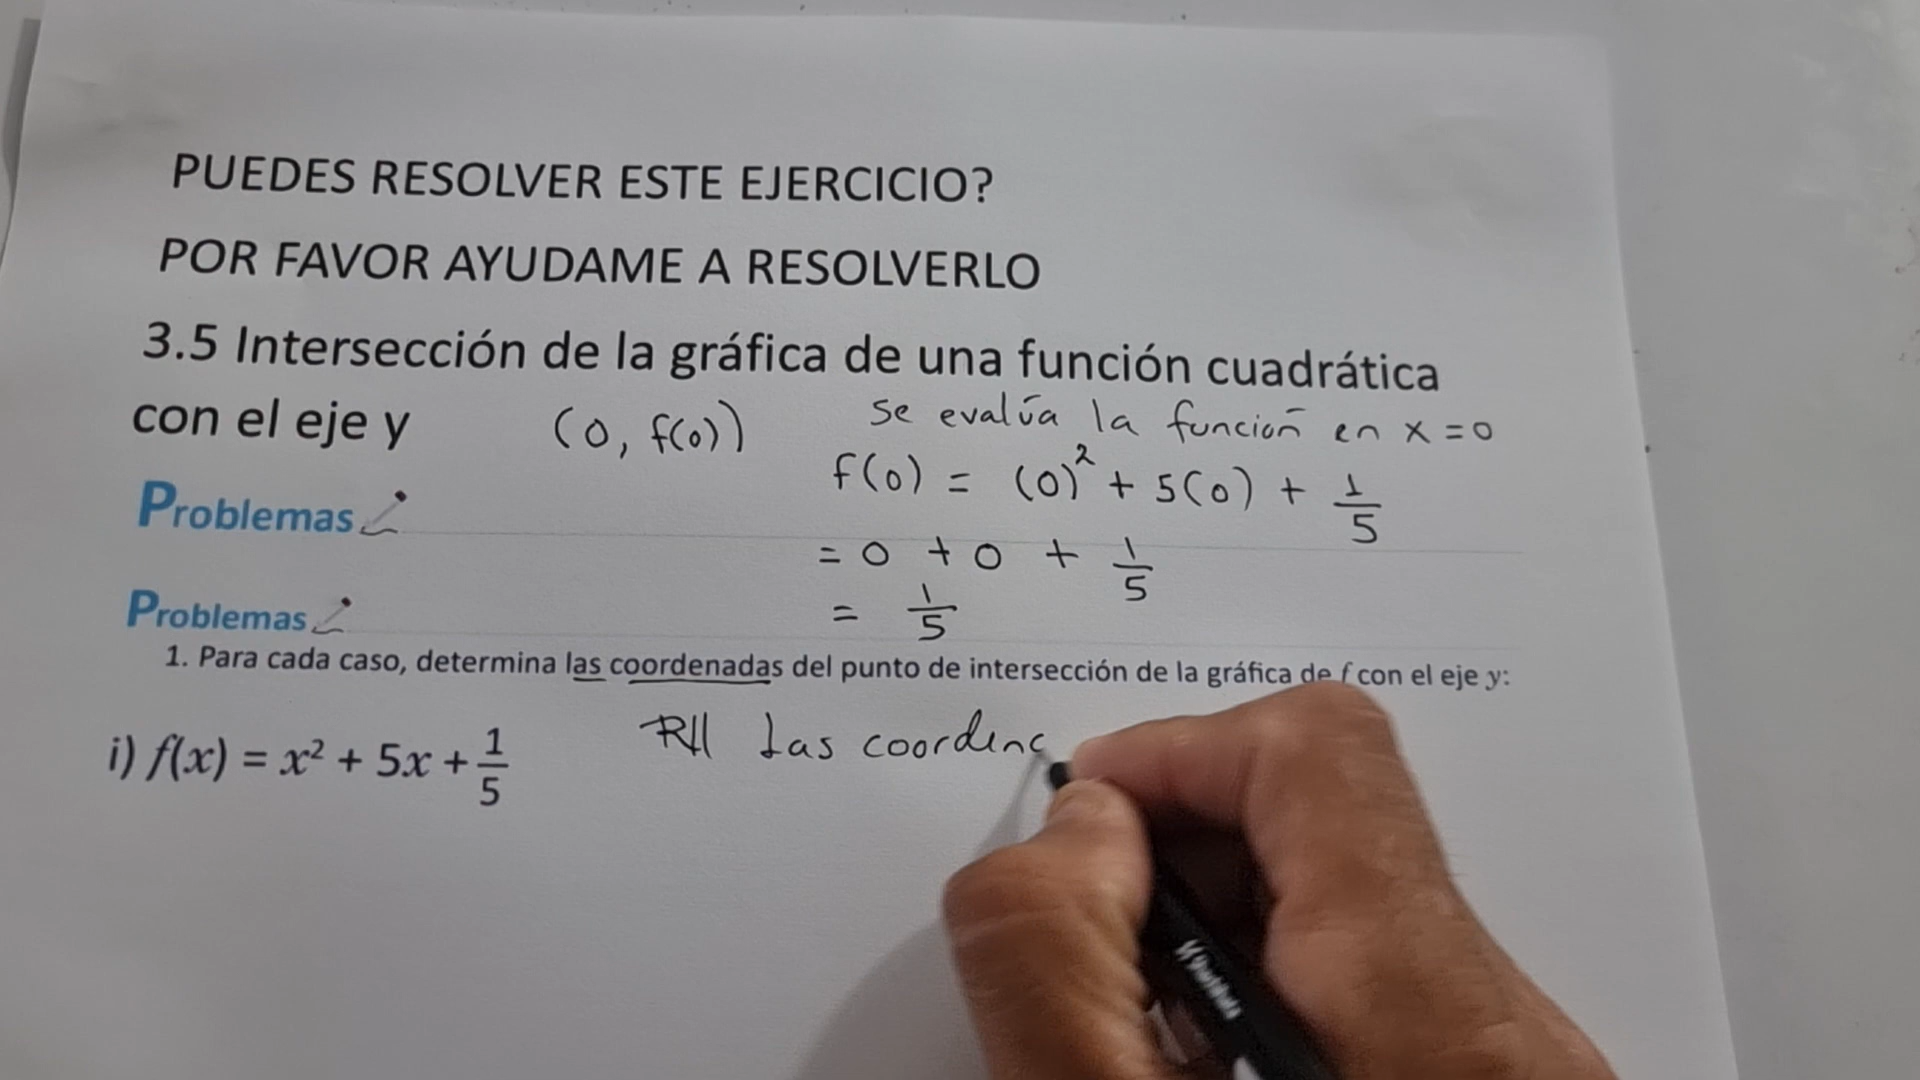 PUEDES RESOLVER ESTE EJERCICIO?
POR FAVOR AYUDAME A RESOLVERLO
3.5 Intersección de la gráfica de una función cuadrática
con el eje y
(0, f(0))
se evalúa la función en x = 0
f(0) = (0)² + 5(0) + 1/5
Problemas
= 0 + 0 + 1/5
= 1/5
Problemas
1. Para cada caso, determina las coordenadas del punto de intersección de la gráfica de f con el eje y:
i) f(x) = x² + 5x + 1/5
R// Las coordena